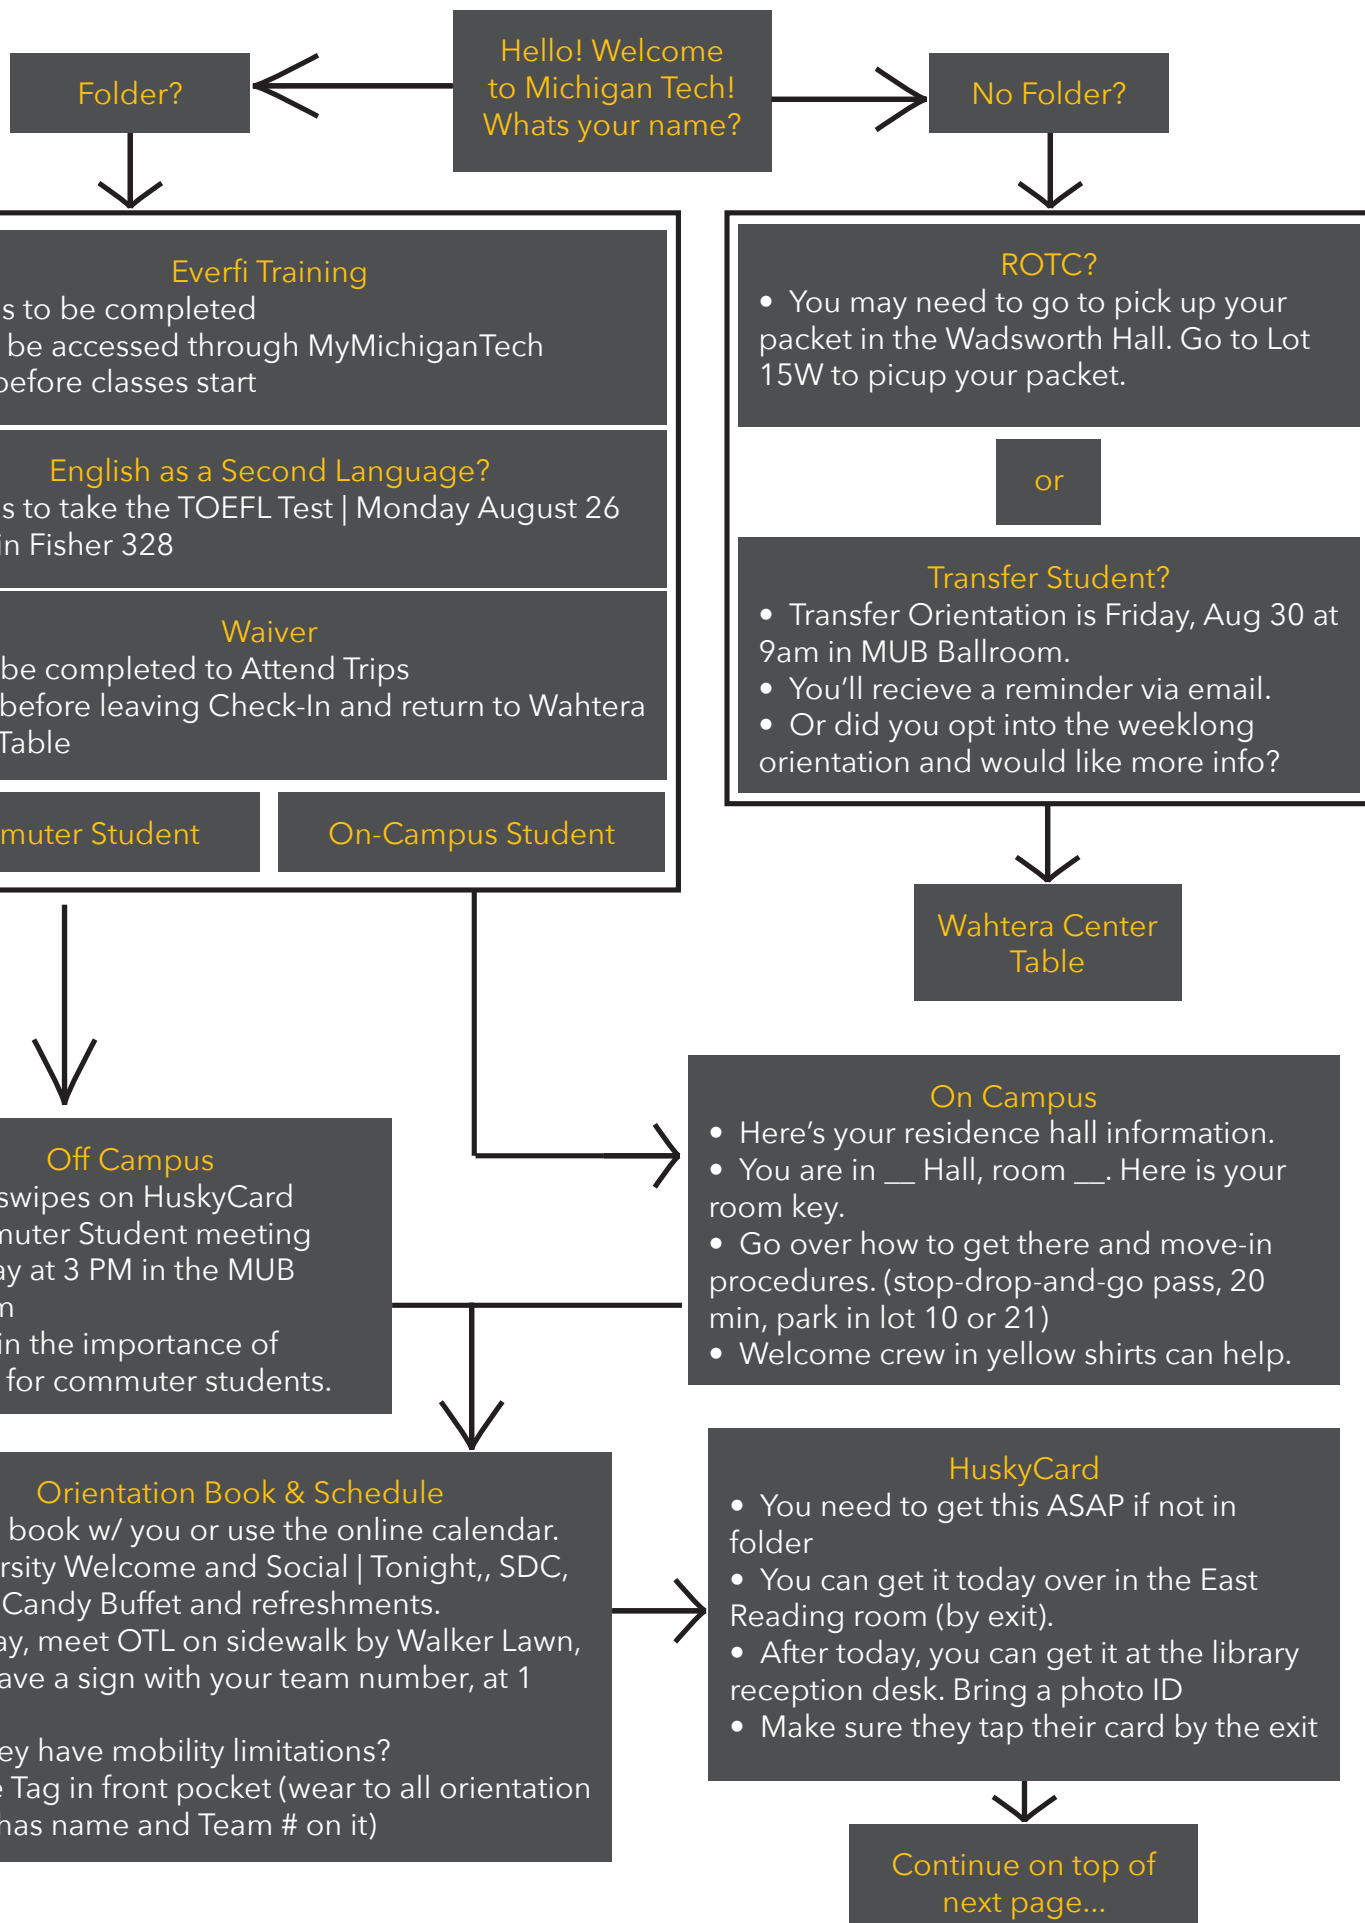 Hello! Welcome
to Michigan Tech!
Whats your name?
Folder?
No Folder?
Everfi Training
s to be completed
be accessed through MyMichiganTech
before classes start
English as a Second Language?
s to take the TOEFL Test | Monday August 26
in Fisher 328
Waiver
be completed to Attend Trips
before leaving Check-In and return to Wahtera
Table
muter Student
On-Campus Student
ROTC?
• You may need to go to pick up your
packet in the Wadsworth Hall. Go to Lot
15W to picup your packet.
or
Transfer Student?
• Transfer Orientation is Friday, Aug 30 at
9am in MUB Ballroom.
• You'll recieve a reminder via email.
• Or did you opt into the weeklong
orientation and would like more info?
Wahtera Center
Table
Off Campus
swipes on HuskyCard
muter Student meeting
ay at 3 PM in the MUB
m
in the importance of
for commuter students.
On Campus
• Here's your residence hall information.
• You are in __ Hall, room __. Here is your
room key.
• Go over how to get there and move-in
procedures. (stop-drop-and-go pass, 20
min, park in lot 10 or 21)
• Welcome crew in yellow shirts can help.
Orientation Book & Schedule
book w/ you or use the online calendar.
rsity Welcome and Social | Tonight,, SDC,
Candy Buffet and refreshments.
ay, meet OTL on sidewalk by Walker Lawn,
ave a sign with your team number, at 1
ey have mobility limitations?
e Tag in front pocket (wear to all orientation
has name and Team # on it)
HuskyCard
• You need to get this ASAP if not in
folder
• You can get it today over in the East
Reading room (by exit).
• After today, you can get it at the library
reception desk. Bring a photo ID
• Make sure they tap their card by the exit
Continue on top of
next page...